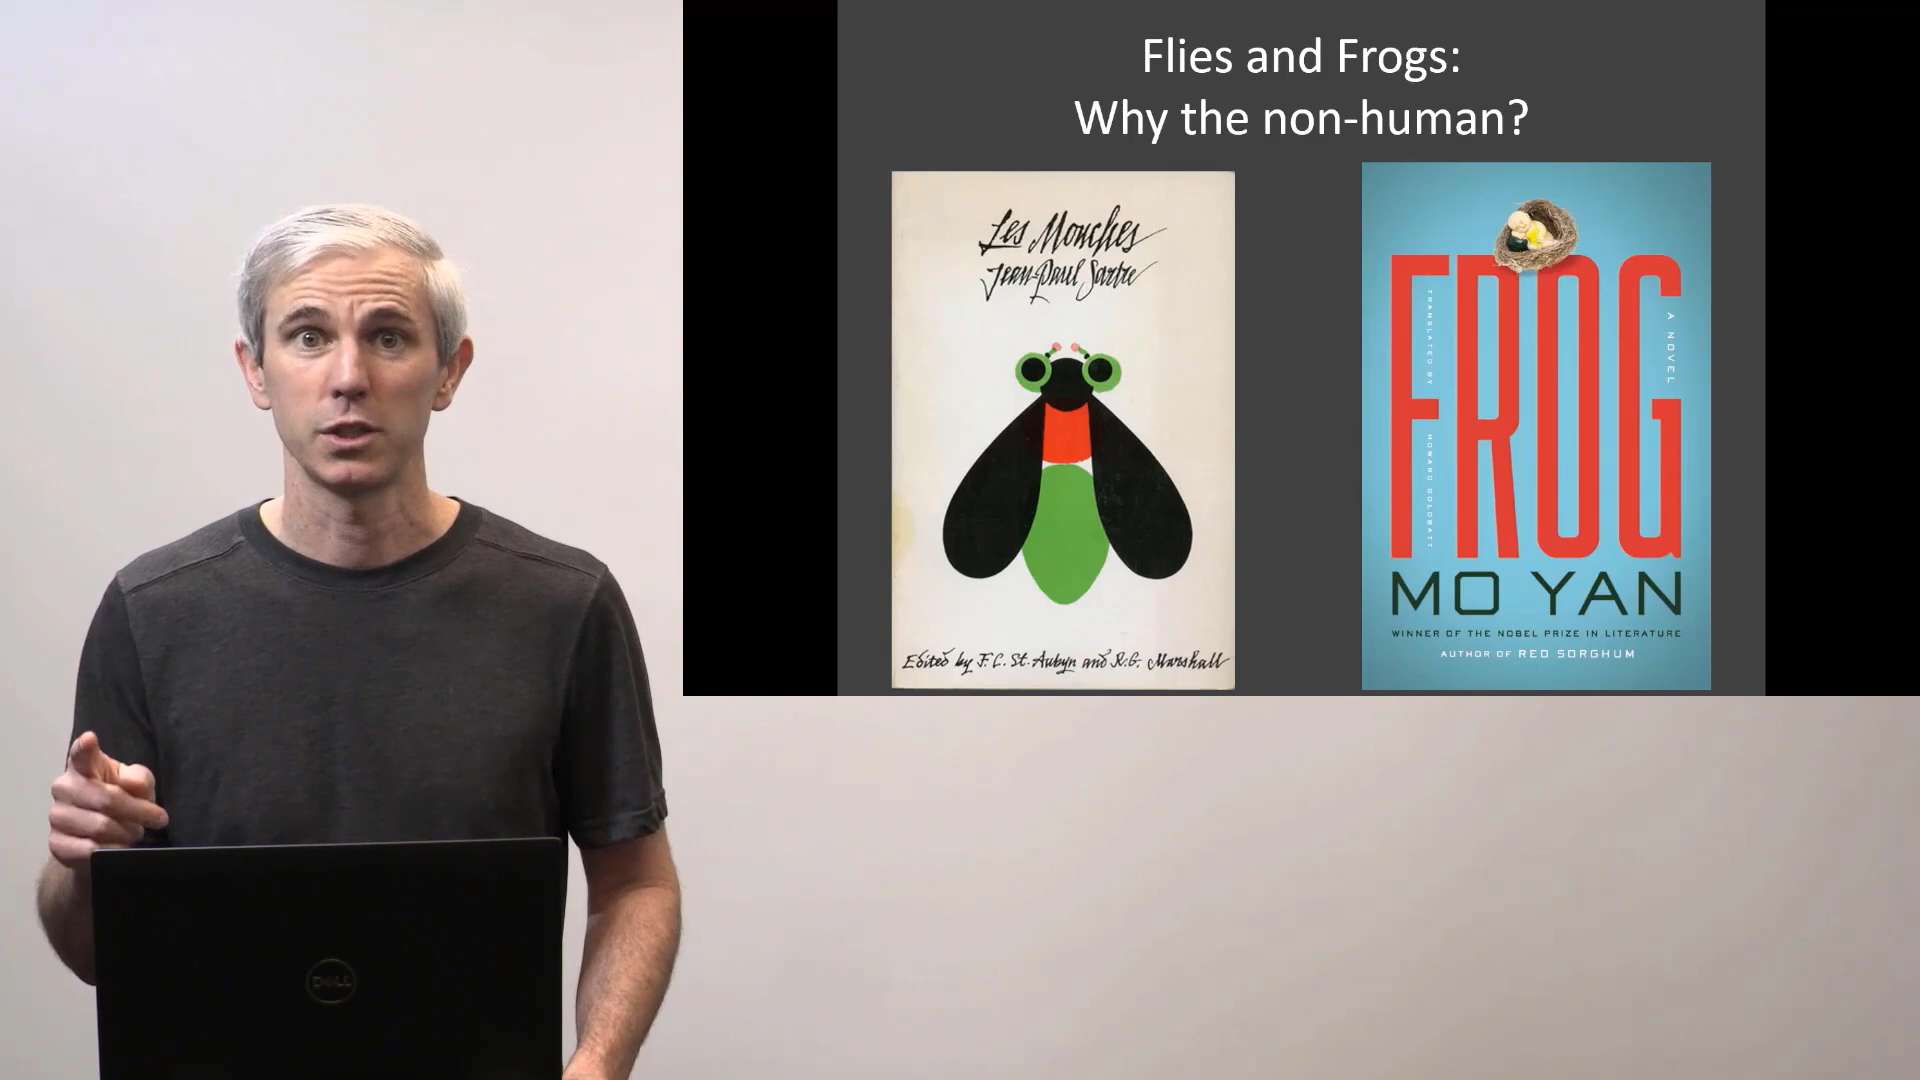 Flies and Frogs:
Why the non-human?
Les Mouches
Jean-Paul Sartre
Edited by F.C. St. Aubyn and R.G. Marshall
FROG
A NOVEL
TRANSLATED BY HOWARD GOLDBLATT
MO YAN
WINNER OF THE NOBEL PRIZE IN LITERATURE
AUTHOR OF RED SORGHUM
DELL